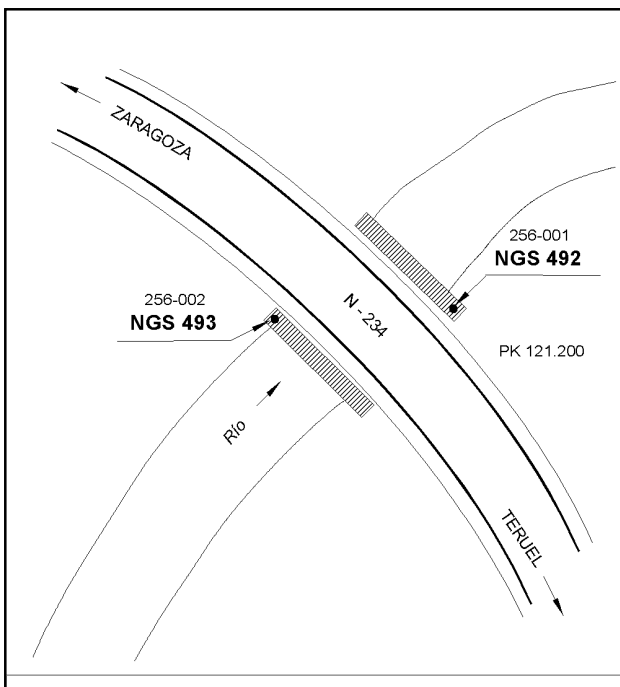 ZARAGOZA
256-001
NGS 492
256-002
NGS 493
N - 234
PK 121.200
Río
TERUEL